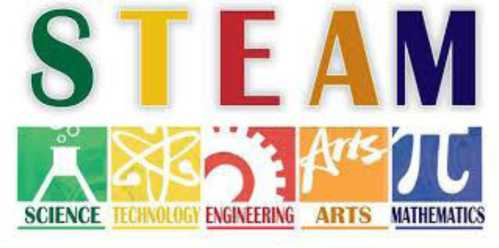 STEAM
Arts π
SCIENCE TECHNOLOGY ENGINEERING ARTS MATHEMATICS